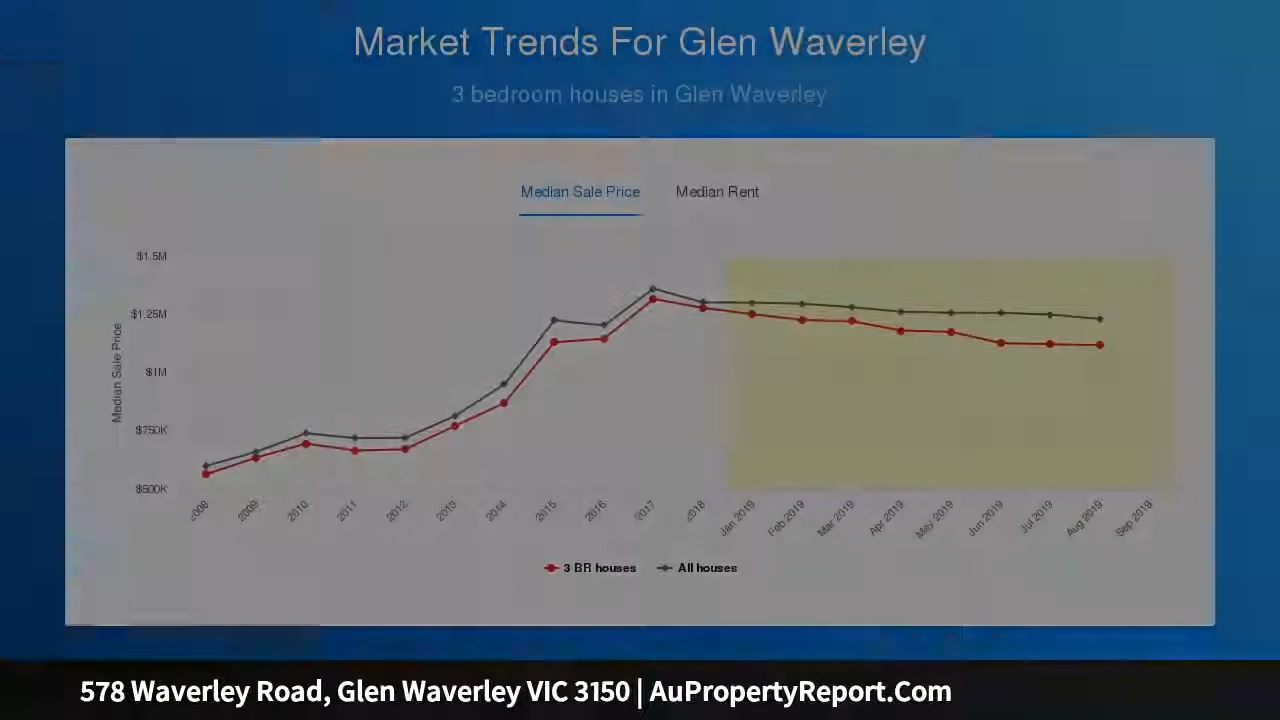 Market Trends For Glen Waverley
3 bedroom houses in Glen Waverley
Median Sale Price Median Rent
$1.5M
$1.25M
$1M
$750K
$500K
Median Sale Price
2008 2009 2010 2011 2012 2013 2014 2015 2016 2017 2018 Jan 2019 Feb 2019 Mar 2019 Apr 2019 May 2019 Jun 2019 Jul 2019 Aug 2019 Sep 2019
3 BR houses All houses
578 Waverley Road, Glen Waverley VIC 3150 | AuPropertyReport.Com